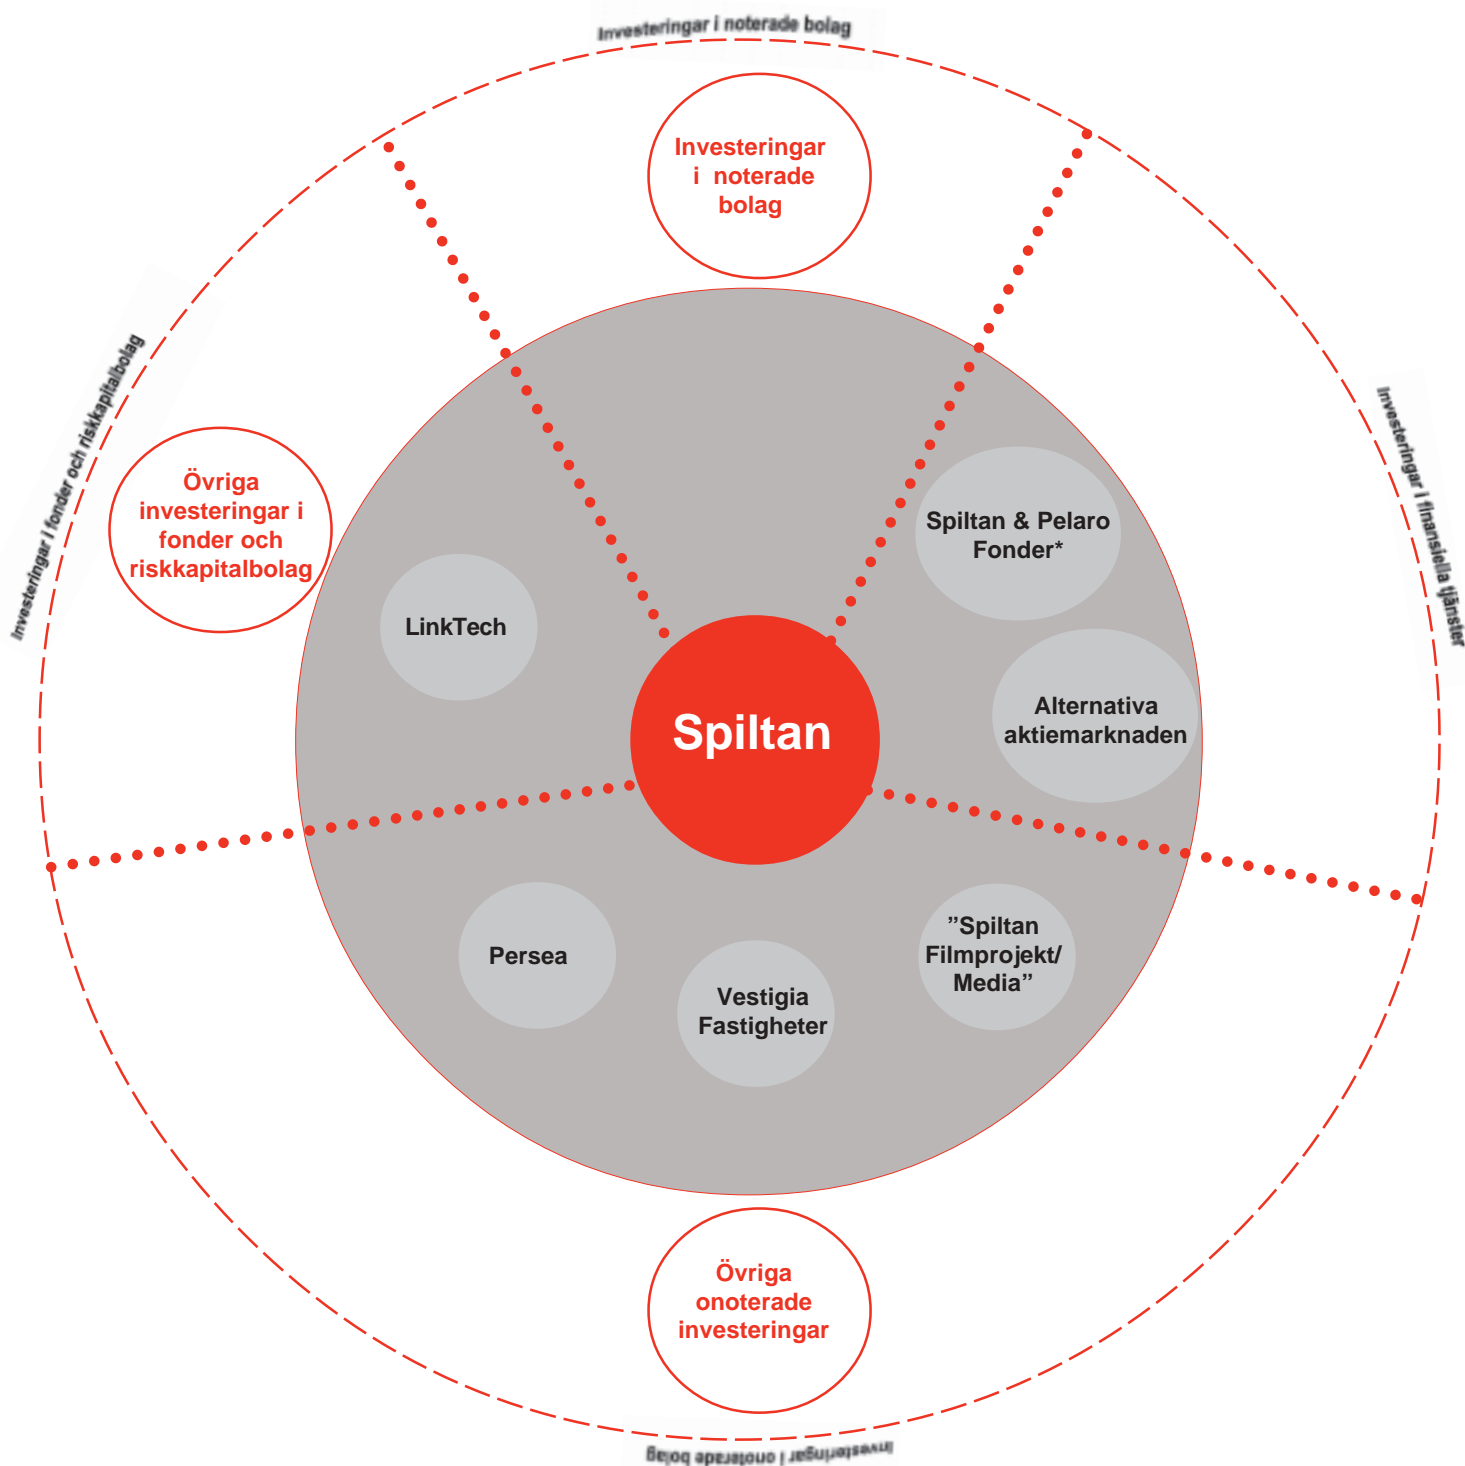 Investeringar i noterade bolag
Investeringar
i noterade
bolag
Investeringar i fonder och riskkapitalbolag
Investeringar i finansiella tjänster
Övriga
investeringar i
fonder och
riskkapitalbolag
Spiltan & Pelaro
Fonder*
LinkTech
Alternativa
aktiemarknaden
Spiltan
Persea
Vestigia
Fastigheter
”Spiltan
Filmprojekt/
Media”
Övriga
onoterade
investeringar
Investeringar i onoterade bolag